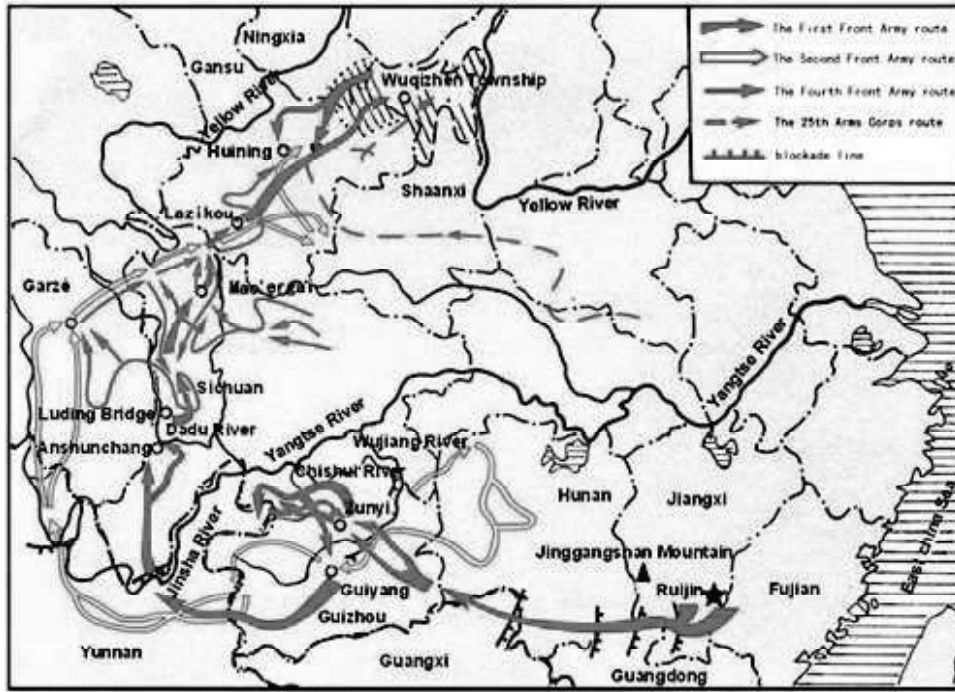 The First Front Army route
The Second Front Army route
The Fourth Front Army route
The 25th Arms Gorps route
blockade line
Ningxia
Gansu
Yellow River
Wuqizhen Township
Huining
Shaanxi
Yellow River
Lazikou
Garzê
Mao'ergai
Sichuan
Luding Bridge
Dadu River
Anshunchang
Yangtse River
Yangtse River
Wujiang River
Chishui River
Zunyi
Jinsha River
Hunan
Jiangxi
Jinggangshan Mountain
Ruijin
Fujian
East china Sea
Guiyang
Guizhou
Yunnan
Guangxi
Guangdong